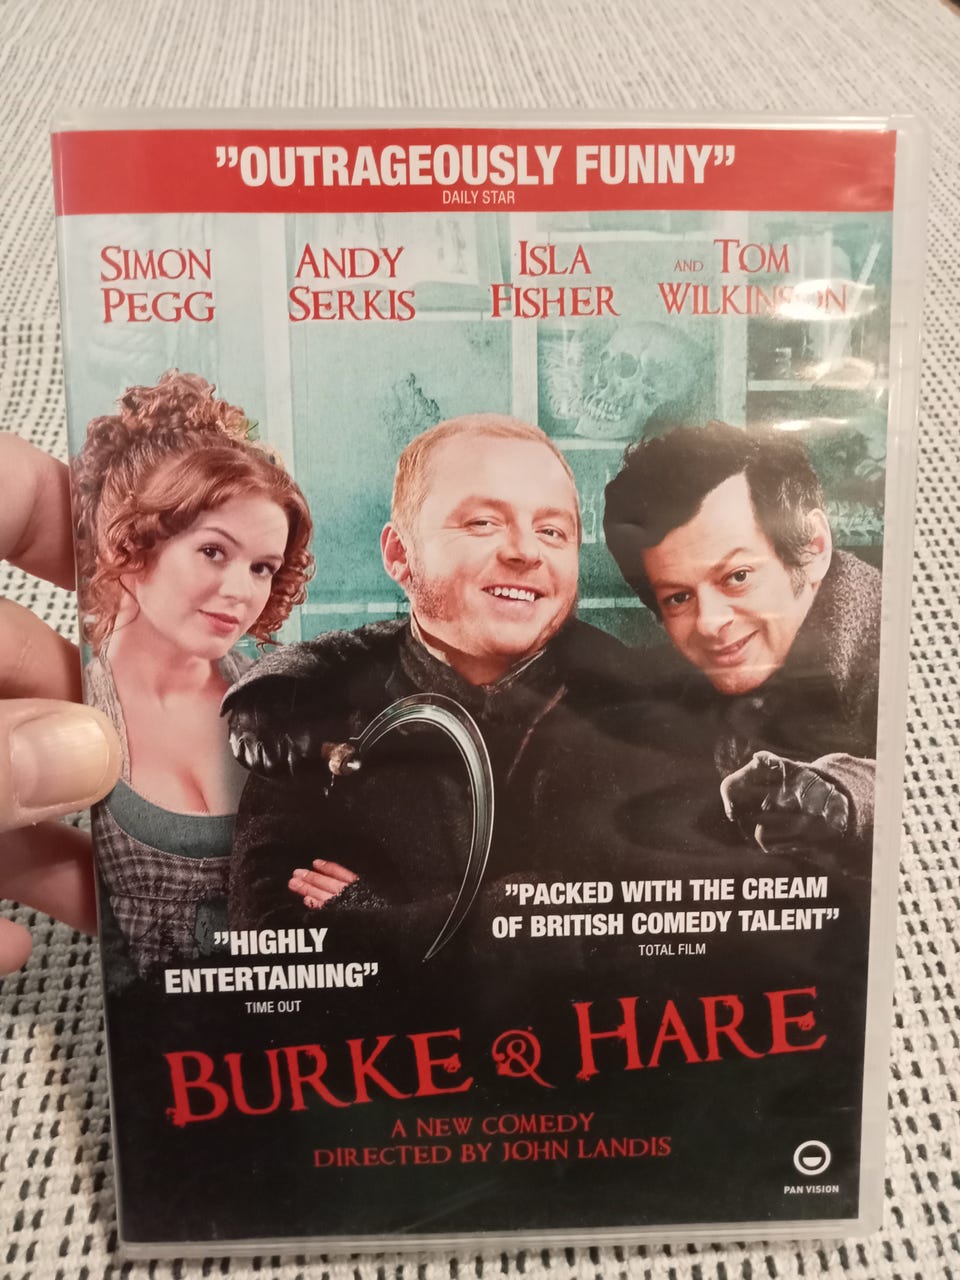 ”OUTRAGEOUSLY FUNNY”
DAILY STAR
SIMON PEGG
ANDY SERKIS
ISLA FISHER
AND TOM WILKINSON
”PACKED WITH THE CREAM
OF BRITISH COMEDY TALENT”
TOTAL FILM
”HIGHLY
ENTERTAINING”
TIME OUT
BURKE & HARE
A NEW COMEDY
DIRECTED BY JOHN LANDIS
PAN VISION